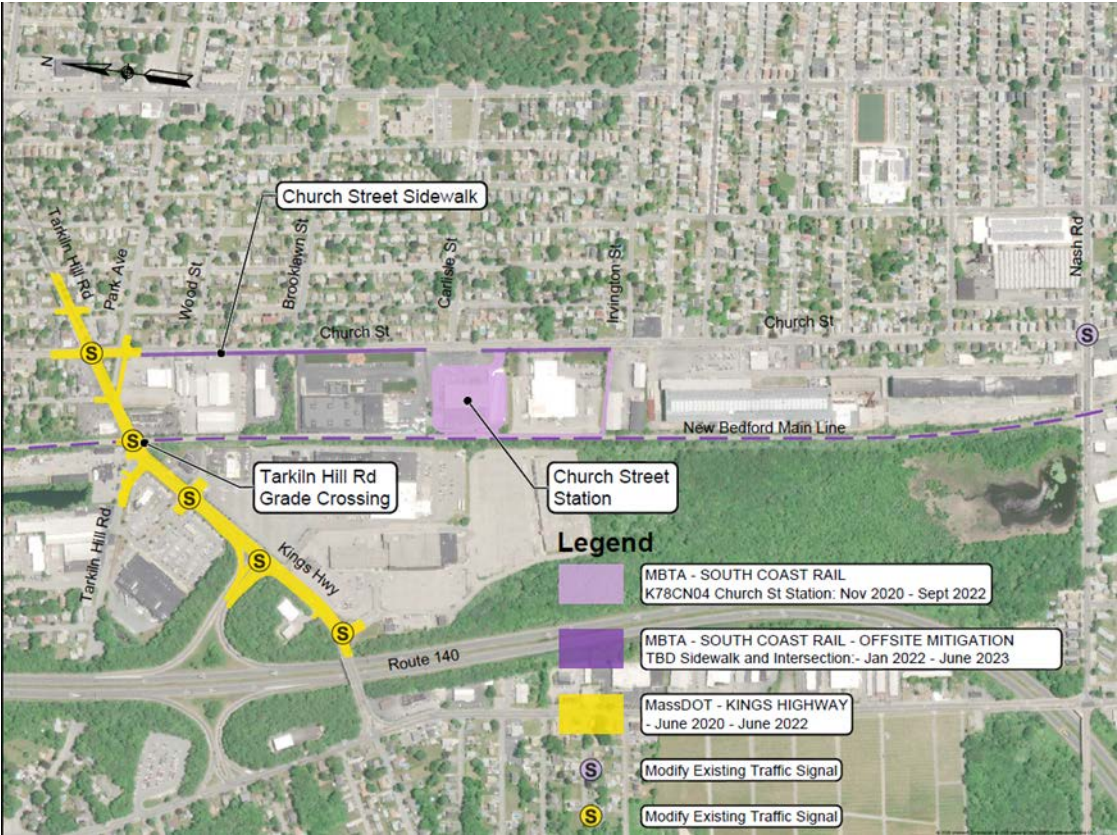 N
Church Street Sidewalk
Tarkiln Hill Rd
Park Ave
Wood St
Brooklawn St
Carlisle St
Irvington St
Nash Rd
Church St
Church St
S
S
New Bedford Main Line
S
Tarkiln Hill Rd
Grade Crossing
Church Street
Station
S
Tarkiln Hill Rd
Kings Hwy
S
S
Route 140
Legend
MBTA - SOUTH COAST RAIL
K78CN04 Church St Station: Nov 2020 - Sept 2022
MBTA - SOUTH COAST RAIL - OFFSITE MITIGATION
TBD Sidewalk and Intersection:- Jan 2022 - June 2023
MassDOT - KINGS HIGHWAY
- June 2020 - June 2022
S
Modify Existing Traffic Signal
S
Modify Existing Traffic Signal